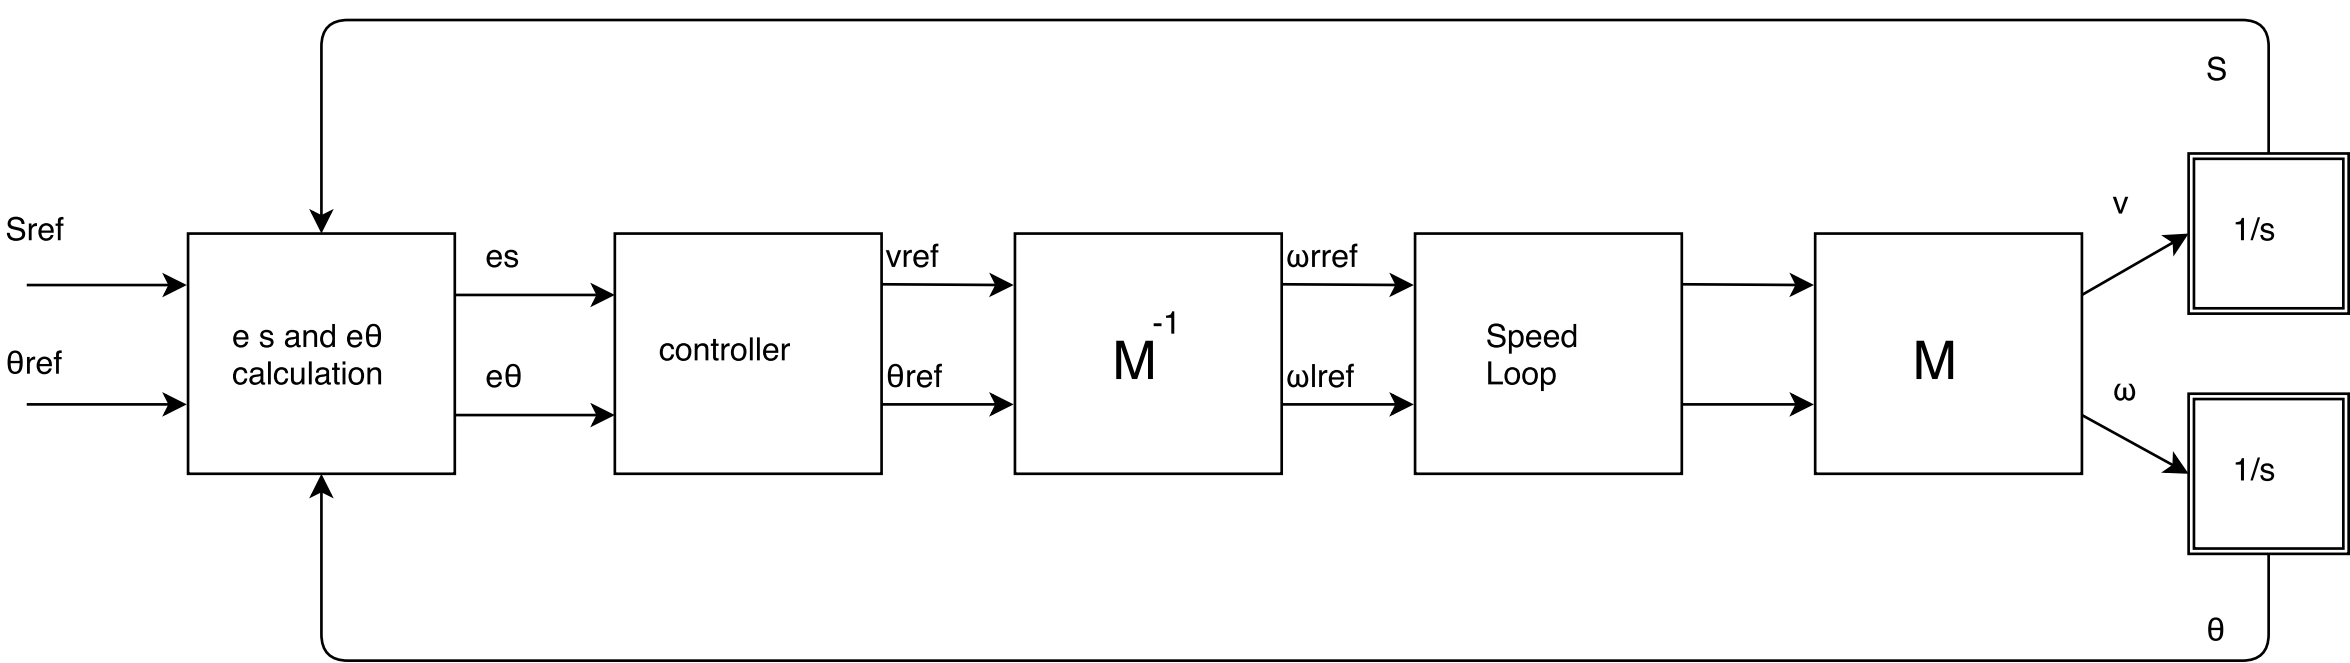 S
Sref
θref
e s and eθ
calculation
es
eθ
controller
vref
θref
M-1
ωrref
ωlref
Speed
Loop
M
v
ω
1/s
1/s
θ